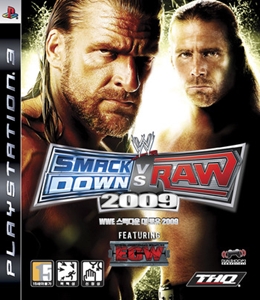 PLAYSTATION 3
SMACK
DOWN
VS
RAW
2009
WWE 스맥다운 대 로우 2009
FEATURING
ECW
THQ